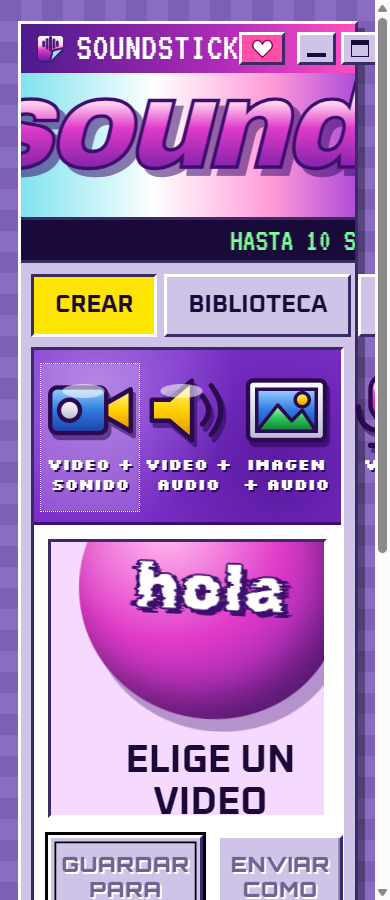 SOUNDSTICK
sound
HASTA 10 S
CREAR
BIBLIOTECA
VIDEO + SONIDO
VIDEO + AUDIO
IMAGEN + AUDIO
hola
ELIGE UN
VIDEO
GUARDAR
PARA
ENVIAR
COMO